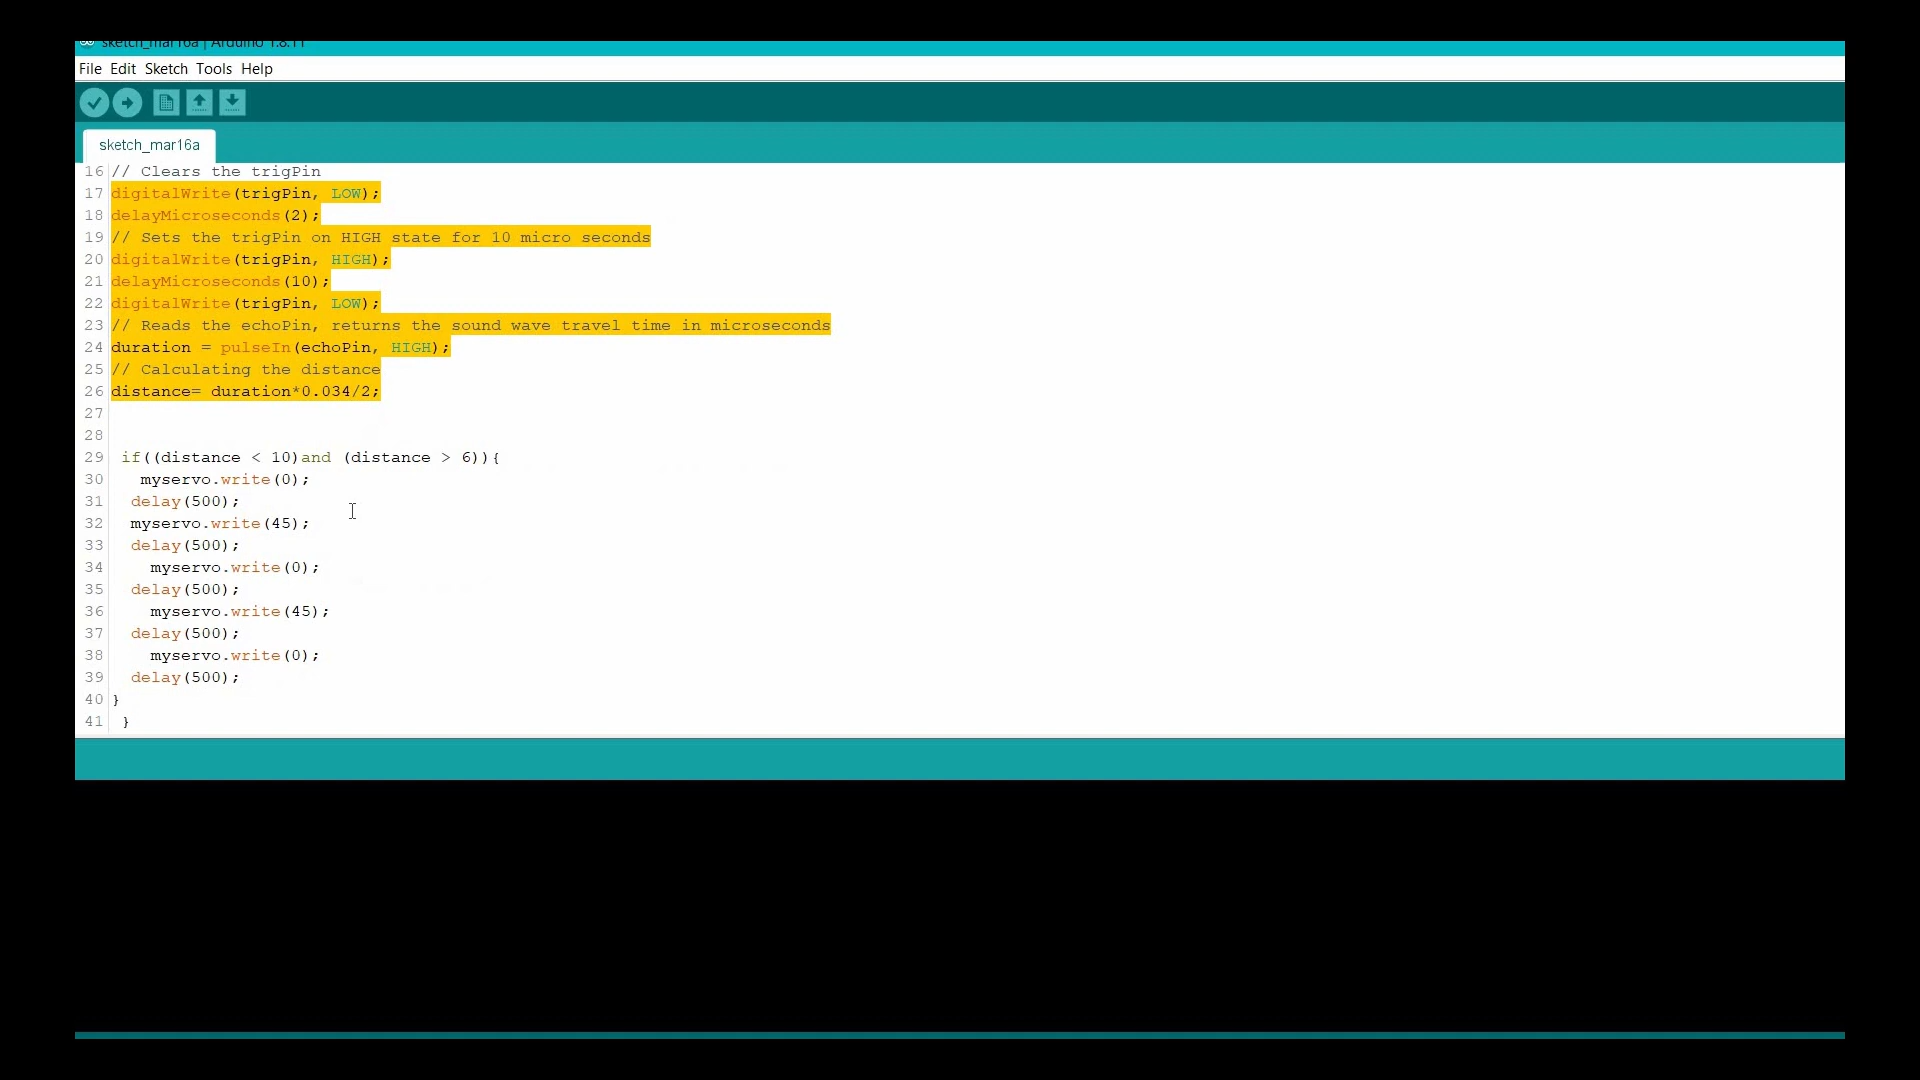 sketch_mar16a | Arduino 1.8.11
File Edit Sketch Tools Help
sketch_mar16a
16 // Clears the trigPin
17 digitalWrite(trigPin, LOW);
18 delayMicroseconds(2);
19 // Sets the trigPin on HIGH state for 10 micro seconds
20 digitalWrite(trigPin, HIGH);
21 delayMicroseconds(10);
22 digitalWrite(trigPin, LOW);
23 // Reads the echoPin, returns the sound wave travel time in microseconds
24 duration = pulseIn(echoPin, HIGH);
25 // Calculating the distance
26 distance= duration*0.034/2;
27
28
29 if((distance < 10)and (distance > 6)){
30 myservo.write(0);
31 delay(500);
32 myservo.write(45);
33 delay(500);
34 myservo.write(0);
35 delay(500);
36 myservo.write(45);
37 delay(500);
38 myservo.write(0);
39 delay(500);
40 }
41 }